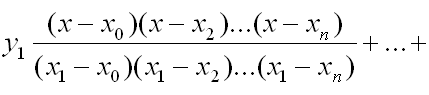 y₁ (x − x₀)(x − x₂)...(x − xₙ) / (x₁ − x₀)(x₁ − x₂)...(x₁ − xₙ) + ... +